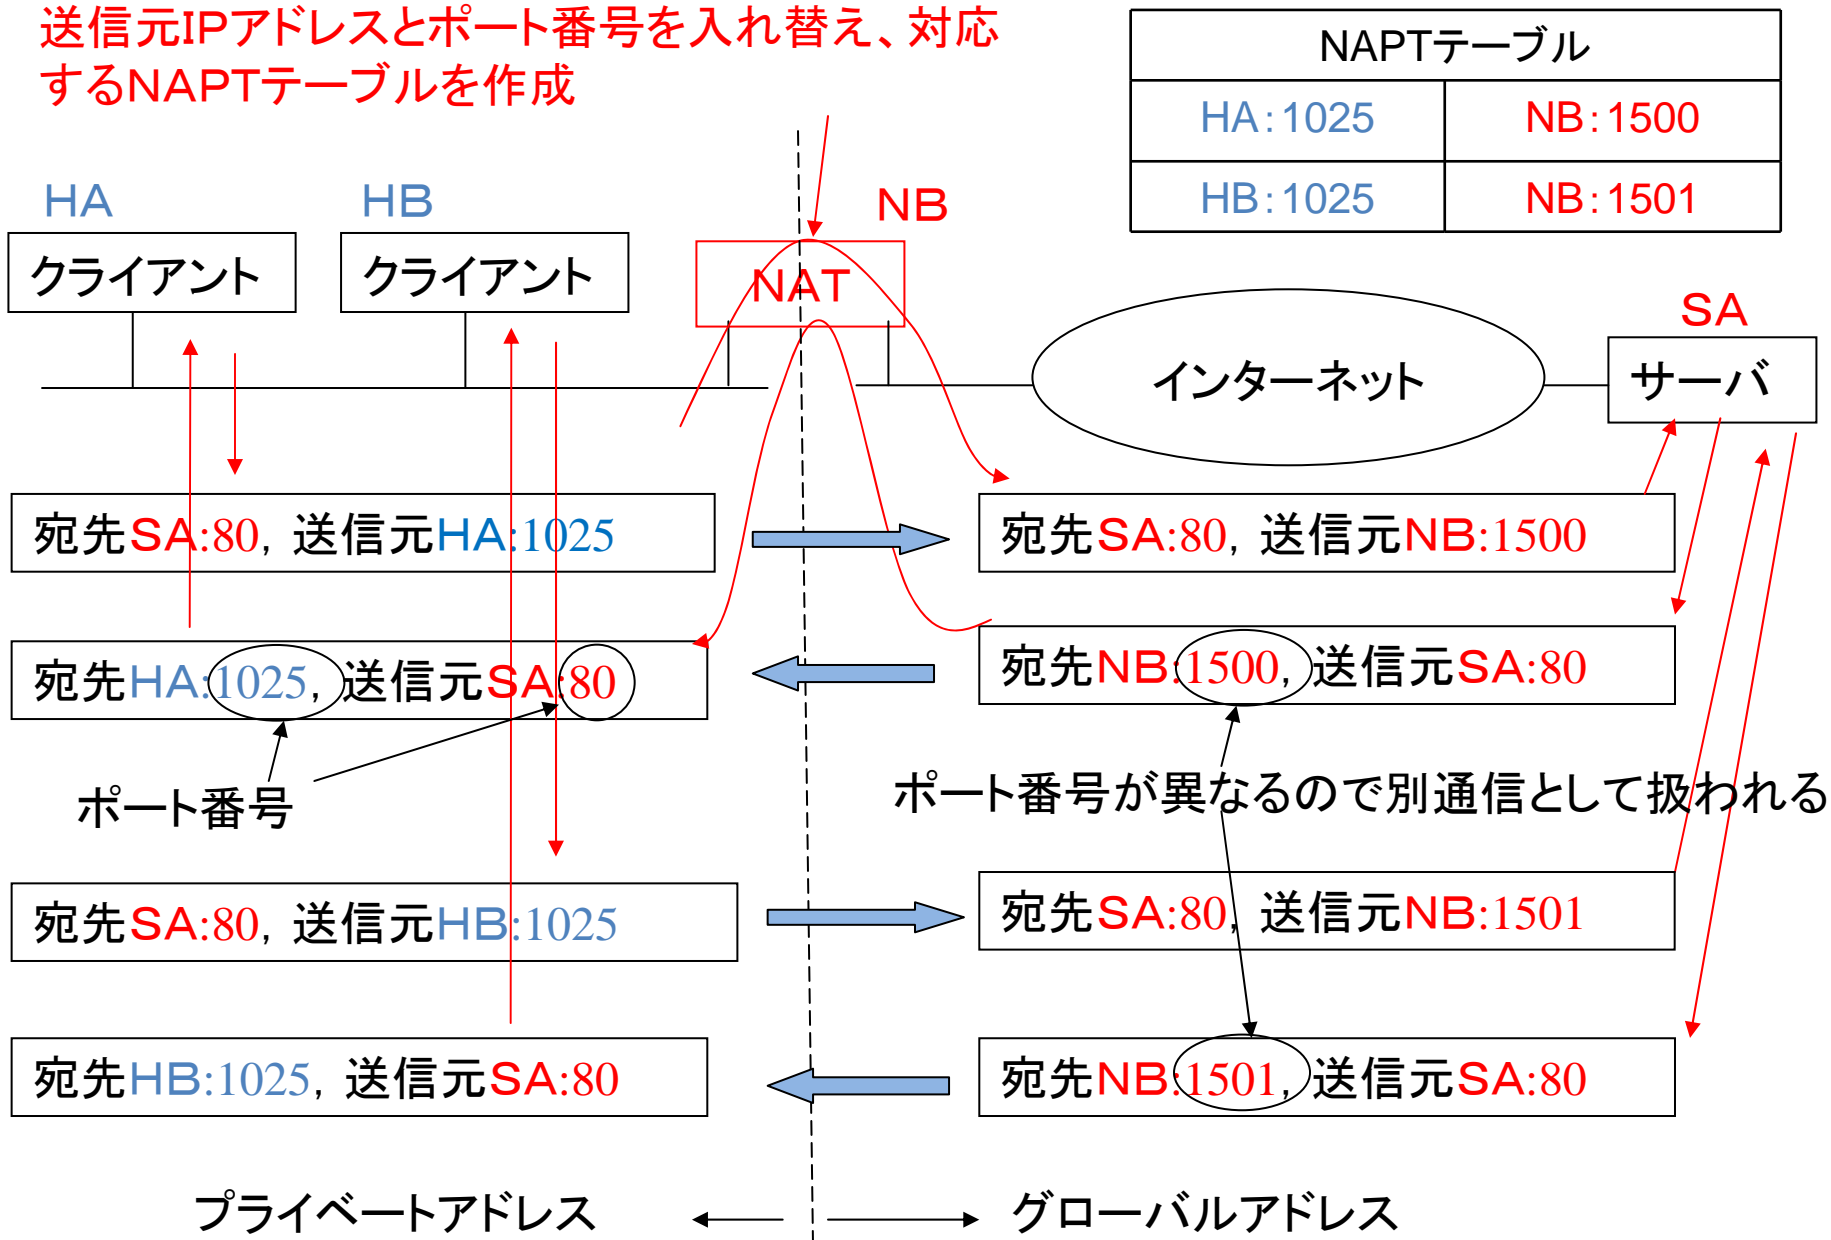 送信元IPアドレスとポート番号を入れ替え、対応
するNAPTテーブルを作成
NAPTテーブル
HA：1025 NB：1500
HB：1025 NB：1501
HA
HB
NB
クライアント
クライアント
NAT
SA
インターネット
サーバ
宛先SA:80, 送信元HA:1025
宛先SA:80, 送信元NB:1500
宛先HA:1025, 送信元SA:80
宛先NB:1500, 送信元SA:80
ポート番号
ポート番号が異なるので別通信として扱われる
宛先SA:80, 送信元HB:1025
宛先SA:80, 送信元NB:1501
宛先HB:1025, 送信元SA:80
宛先NB:1501, 送信元SA:80
プライベートアドレス
グローバルアドレス